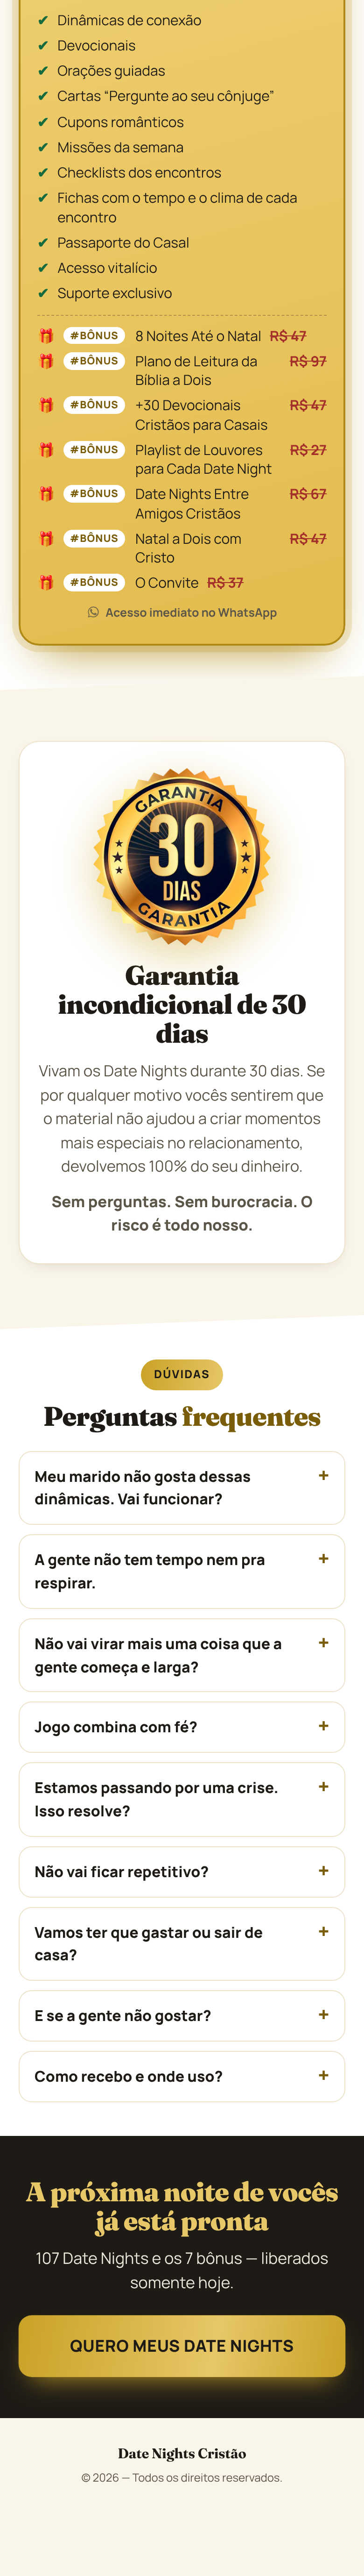 ✔ Dinâmicas de conexão
✔ Devocionais
✔ Orações guiadas
✔ Cartas “Pergunte ao seu cônjuge”
✔ Cupons românticos
✔ Missões da semana
✔ Checklists dos encontros
✔ Fichas com o tempo e o clima de cada
encontro
✔ Passaporte do Casal
✔ Acesso vitalício
✔ Suporte exclusivo
#BÔNUS 8 Noites Até o Natal R$ 47
#BÔNUS Plano de Leitura da R$ 97
Bíblia a Dois
#BÔNUS +30 Devocionais R$ 47
Cristãos para Casais
#BÔNUS Playlist de Louvores R$ 27
para Cada Date Night
#BÔNUS Date Nights Entre R$ 67
Amigos Cristãos
#BÔNUS Natal a Dois com R$ 47
Cristo
#BÔNUS O Convite R$ 37
Acesso imediato no WhatsApp
GARANTIA
30
DIAS
GARANTIA
Garantia
incondicional de 30
dias
Vivam os Date Nights durante 30 dias. Se
por qualquer motivo vocês sentirem que
o material não ajudou a criar momentos
mais especiais no relacionamento,
devolvemos 100% do seu dinheiro.
Sem perguntas. Sem burocracia. O
risco é todo nosso.
DÚVIDAS
Perguntas frequentes
Meu marido não gosta dessas +
dinâmicas. Vai funcionar?
A gente não tem tempo nem pra +
respirar.
Não vai virar mais uma coisa que a +
gente começa e larga?
Jogo combina com fé? +
Estamos passando por uma crise. +
Isso resolve?
Não vai ficar repetitivo? +
Vamos ter que gastar ou sair de +
casa?
E se a gente não gostar? +
Como recebo e onde uso? +
A próxima noite de vocês
já está pronta
107 Date Nights e os 7 bônus — liberados
somente hoje.
QUERO MEUS DATE NIGHTS
Date Nights Cristão
© 2026 — Todos os direitos reservados.